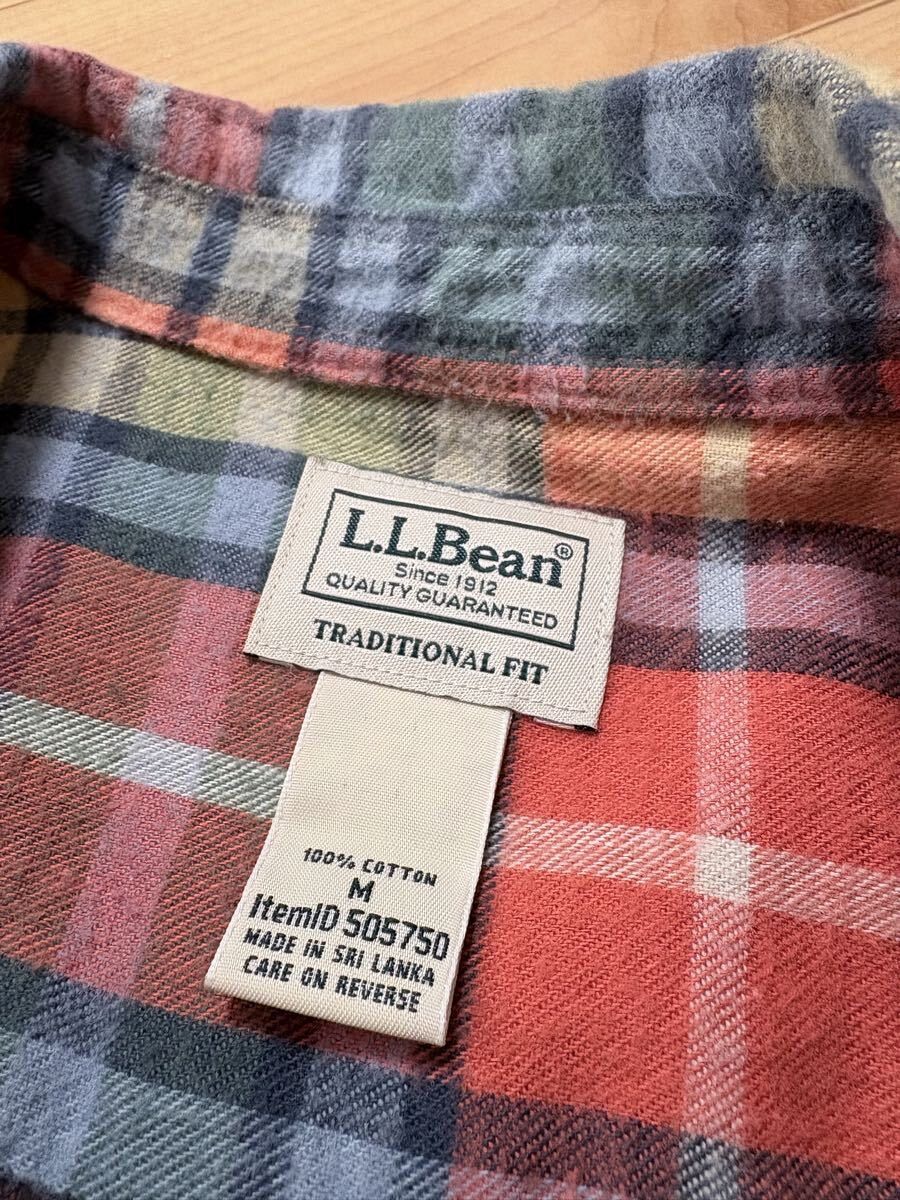 L.L.Bean®
Since 1912
QUALITY GUARANTEED
TRADITIONAL FIT
100% COTTON
M
ItemID 505750
MADE IN SRI LANKA
CARE ON REVERSE